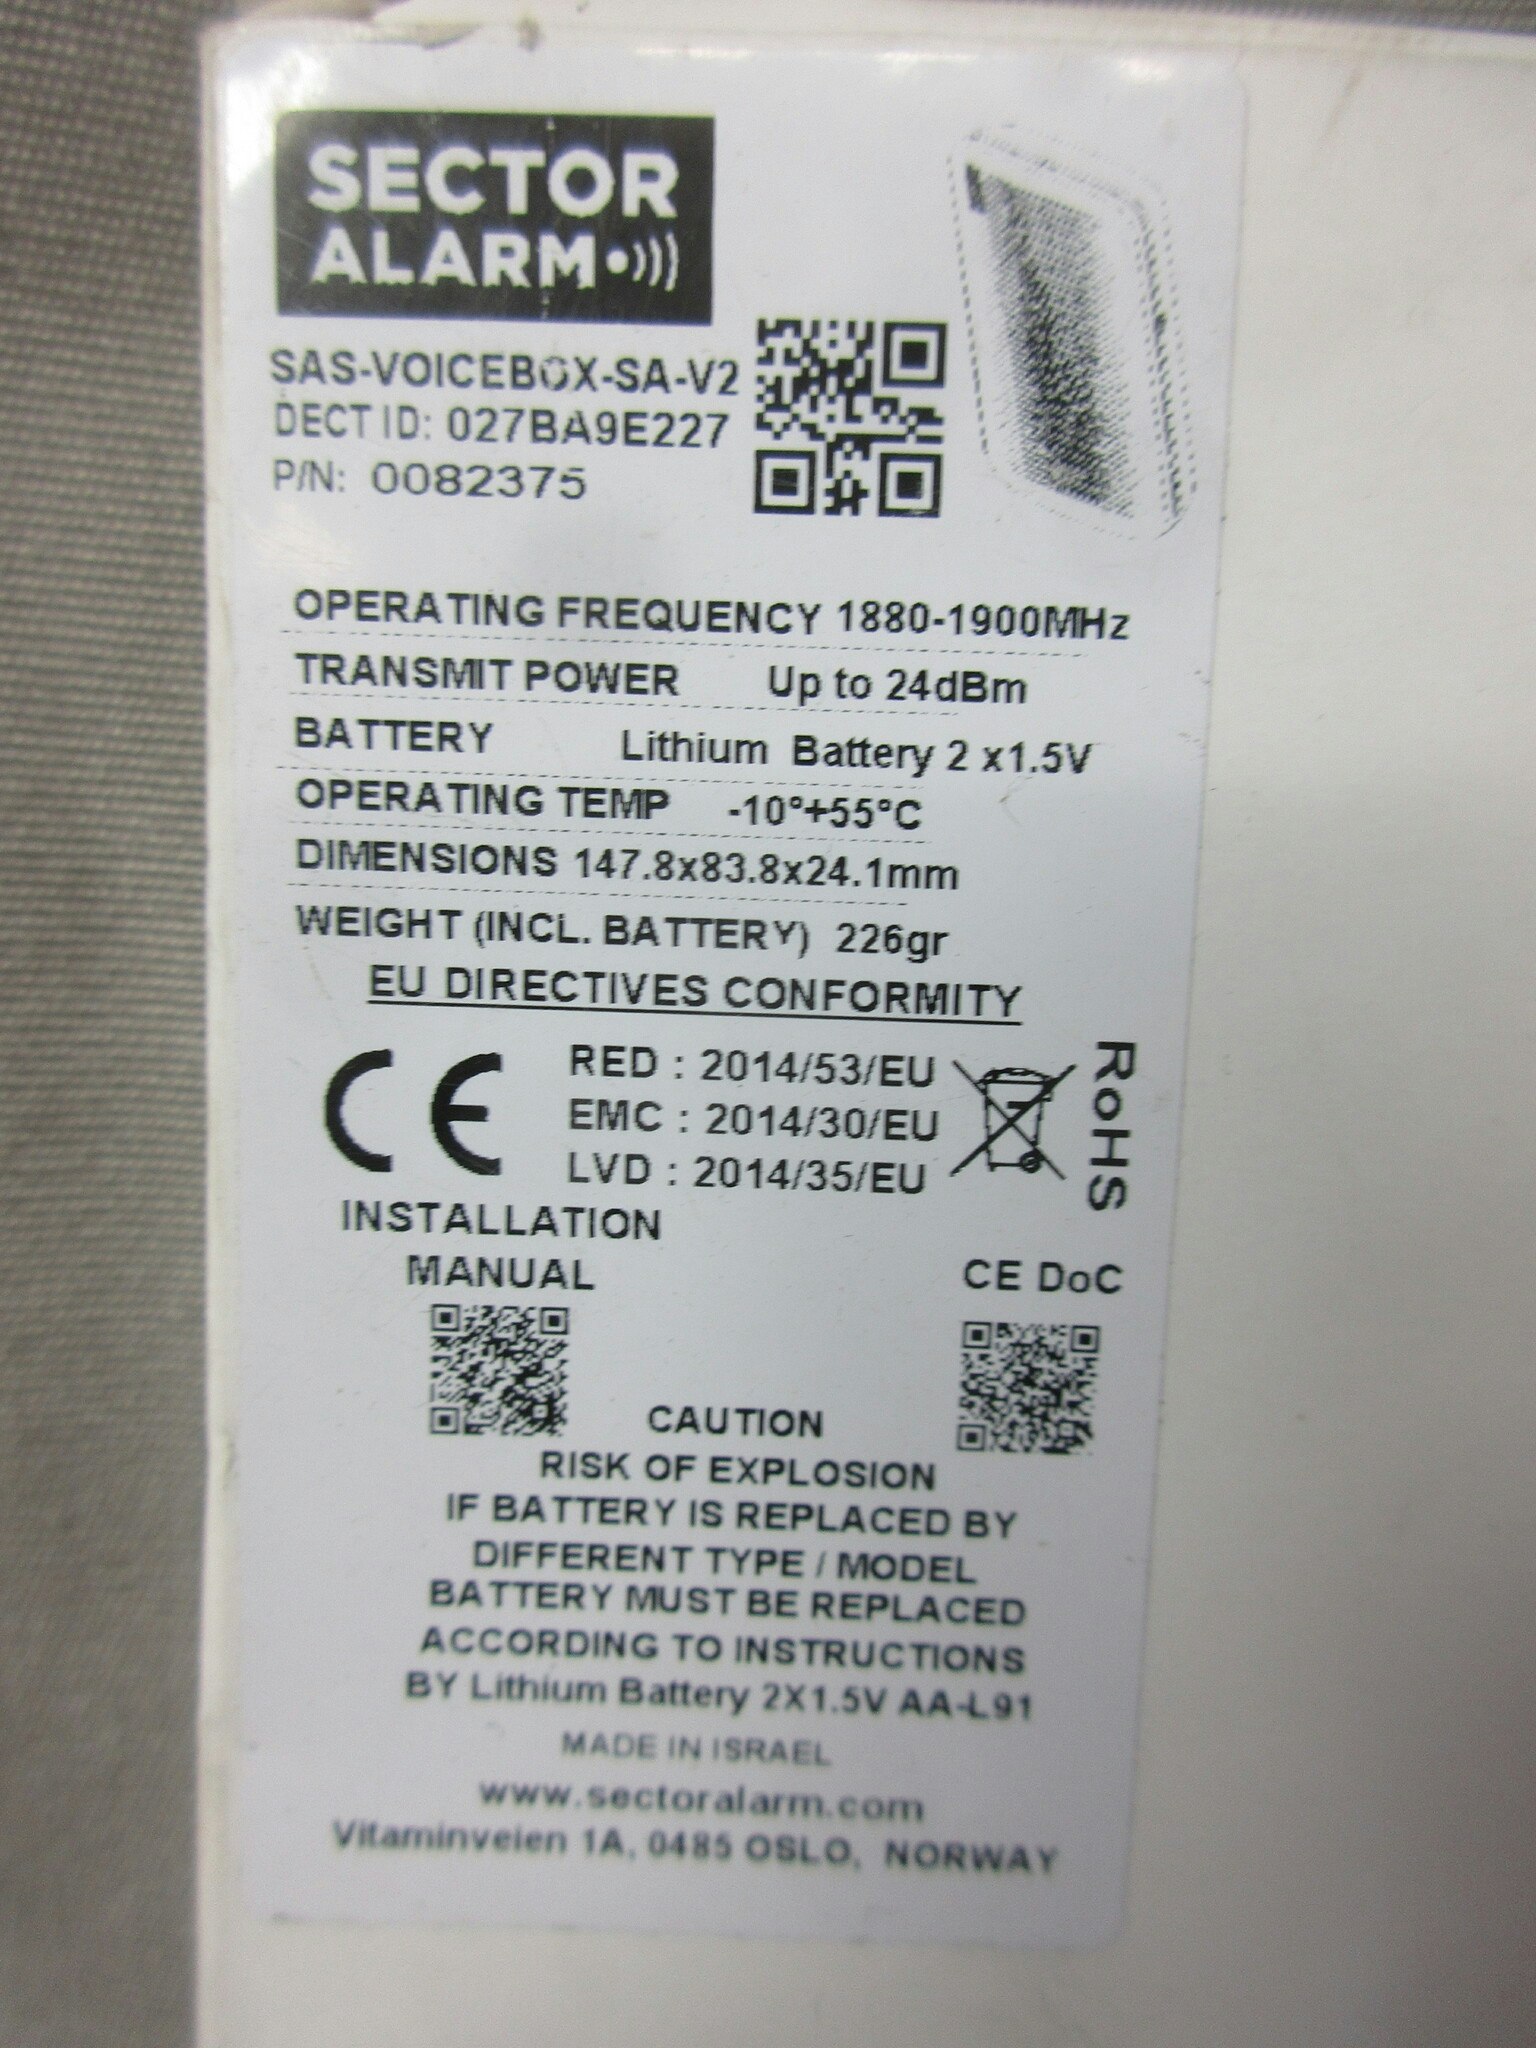 SECTOR
ALARM
SAS-VOICEBOX-SA-V2
DECT ID: 027BA9E227
P/N: 0082375
OPERATING FREQUENCY 1880-1900MHz
TRANSMIT POWER Up to 24dBm
BATTERY Lithium Battery 2 x1.5V
OPERATING TEMP -10°+55°C
DIMENSIONS 147.8x83.8x24.1mm
WEIGHT (INCL. BATTERY) 226gr
EU DIRECTIVES CONFORMITY
CE
RED : 2014/53/EU
EMC : 2014/30/EU
LVD : 2014/35/EU
RoHS
INSTALLATION
MANUAL
CE DoC
CAUTION
RISK OF EXPLOSION
IF BATTERY IS REPLACED BY
DIFFERENT TYPE / MODEL
BATTERY MUST BE REPLACED
ACCORDING TO INSTRUCTIONS
BY Lithium Battery 2X1.5V AA-L91
MADE IN ISRAEL
www.sectoralarm.com
Vitaminveien 1A, 0485 OSLO, NORWAY